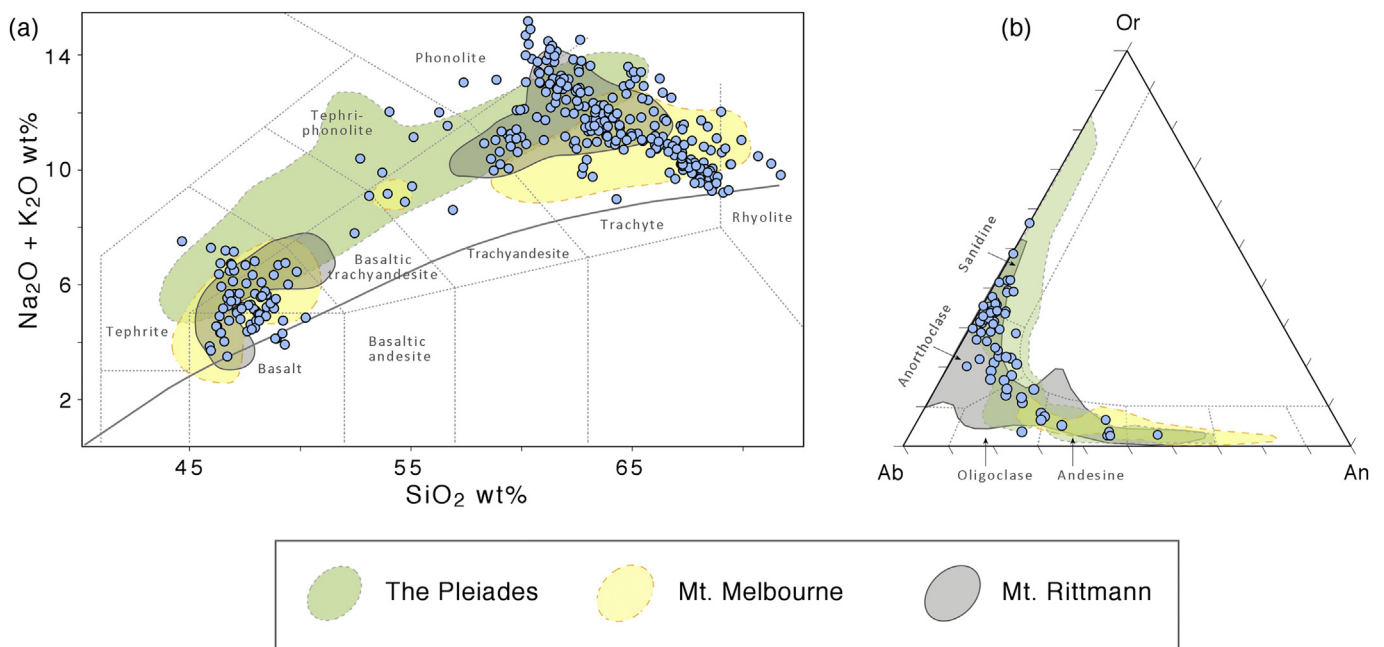 (a)
Na₂O + K₂O wt%
14
10
6
2
45
55
65
SiO₂ wt%
Phonolite
Tephri-
phonolite
Tephrite
Basalt
Basaltic
trachyandesite
Basaltic
andesite
Trachyandesite
Trachyte
Rhyolite
(b)
Or
Sanidine
Anorthoclase
Ab
An
Oligoclase
Andesine
The Pleiades
Mt. Melbourne
Mt. Rittmann